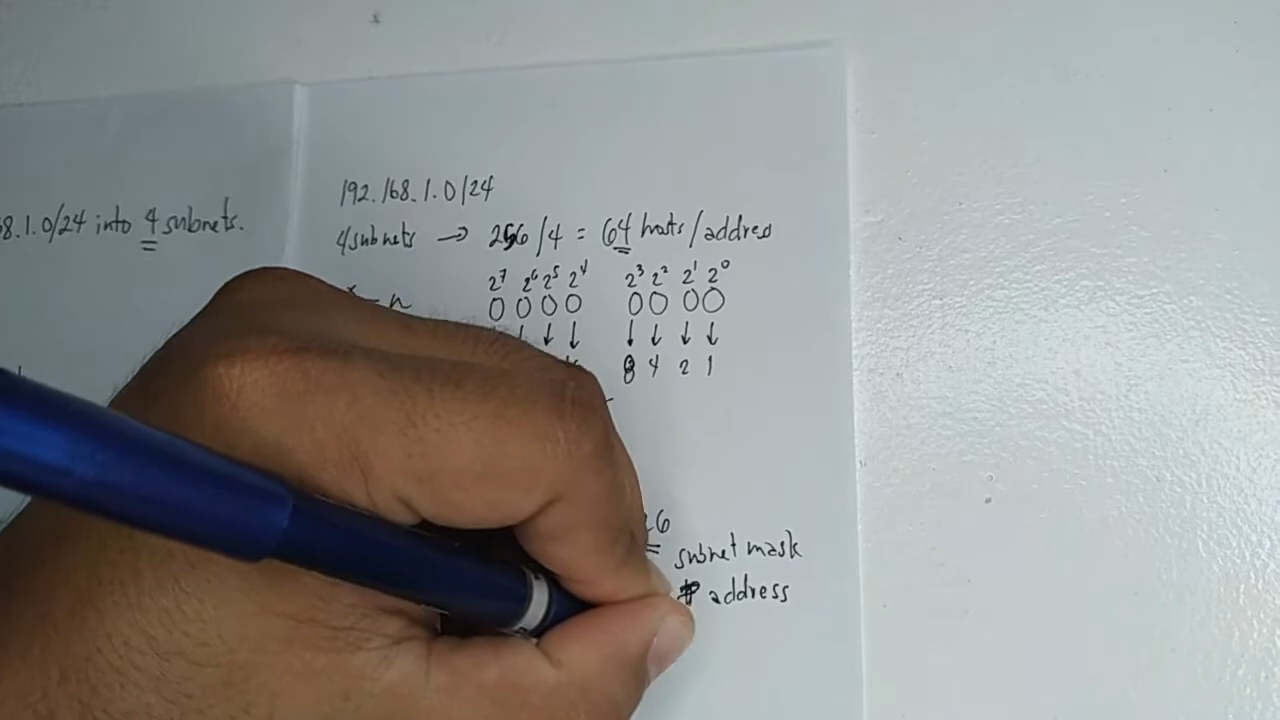 8.1.0/24 into 4 subnets.
192.168.1.0/24
4 subnets → 256/4 = 64 hosts/address
2⁷ 2⁶ 2⁵ 2⁴ 2³ 2² 2¹ 2⁰
n 0 0 0 0 0 0 0 0
↓ ↓ ↓ ↓ ↓ ↓ ↓
8 4 2 1
26
subnet mask
# address